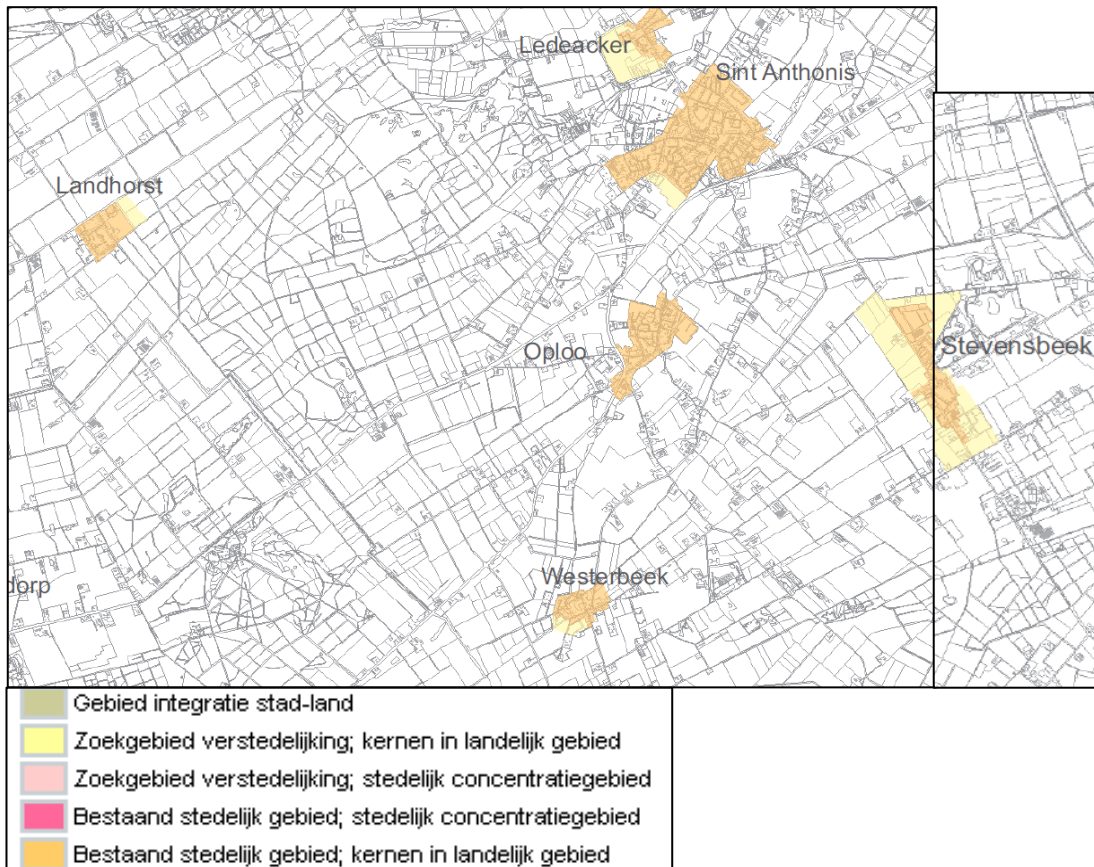 Ledeacker
Sint Anthonis
Landhorst
Oploo
Stevensbeek
Westerbeek
dorp
Gebied integratie stad-land
Zoekgebied verstedelijking; kernen in landelijk gebied
Zoekgebied verstedelijking; stedelijk concentratiegebied
Bestaand stedelijk gebied; stedelijk concentratiegebied
Bestaand stedelijk gebied; kernen in landelijk gebied